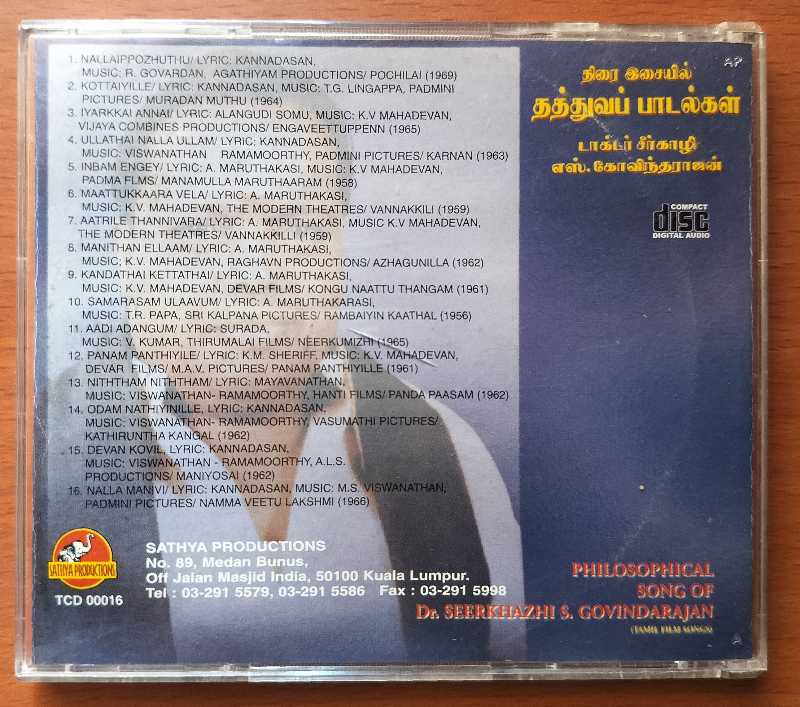 1. NALLAIPPOZHUTHU/ LYRIC: KANNADASAN,
MUSIC: R. GOVARDAN, AGATHIYAM PRODUCTIONS/ POCHILAI (1969)
2. KOTTAIYILLE/ LYRIC: KANNADASAN, MUSIC: T.G. LINGAPPA, PADMINI
PICTURES/ MURADAN MUTHU (1964)
3. IYARKKAI ANNAI/ LYRIC: ALANGUDI SOMU, MUSIC: K.V MAHADEVAN,
VIJAYA COMBINES PRODUCTIONS/ ENGAVEETTUPPENN (1965)
4. ULLATHAI NALLA ULLAM/ LYRIC: KANNADASAN,
MUSIC: VISWANATHAN RAMAMOORTHY, PADMINI PICTURES/ KARNAN (1963)
5. INBAM ENGEY/ LYRIC: A. MARUTHAKASI, MUSIC: K.V MAHADEVAN,
PADMA FLMS/ MANAMULLA MARUTHAARAM (1958)
6. MAATTUKKAARA VELA/ LYRIC: A. MARUTHAKASI,
MUSIC: K.V. MAHADEVAN, THE MODERN THEATRES/ VANNAKKILI (1959)
7. AATRILE THANNIVARA/ LYRIC: A. MARUTHAKASI, MUSIC K.V MAHADEVAN,
THE MODERN THEATRES/ VANNAKKILLI (1959)
8. MANITHAN ELLAAM/ LYRIC: A. MARUTHAKASI,
MUSIC; K.V. MAHADEVAN, RAGHAVN PRODUCTIONS/ AZHAGUNILLA (1962)
9. KANDATHAI KETTATHAI/ LYRIC: A. MARUTHAKASI,
MUSIC: K.V. MAHADEVAN, DEVAR FILMS/ KONGU NAATTU THANGAM (1961)
10. SAMARASAM ULAAVUM/ LYRIC: A. MARUTHAKARASI,
MUSIC: T.R. PAPA, SRI KALPANA PICTURES/ RAMBAIYIN KAATHAL (1956)
11. AADI ADANGUM/ LYRIC: SURADA,
MUSIC: V. KUMAR, THIRUMALAI FILMS/ NEERKUMIZHI (1965)
12. PANAM PANTHIYILE/ LYRIC: K.M. SHERIFF, MUSIC: K.V. MAHADEVAN,
DEVAR FILMS/ M.A.V. PICTURES/ PANAM PANTHIYILLE (1961)
13. NITHTHAM NITHTHAM/ LYRIC: MAYAVANATHAN,
MUSIC: VISWANATHAN-RAMAMOORTHY, HANTI FILMS/ PANDA PAASAM (1962)
14. ODAM NATHIYINILLE, LYRIC: KANNADASAN,
MUSIC: VISWANATHAN- RAMAMOORTHY, VASUMATHI PICTURES/
KATHIRUNTHA KANGAL (1962)
15. DEVAN KOVIL, LYRIC: KANNADASAN,
MUSIC: VISWANATHAN - RAMAMOORTHY, A.L.S.
PRODUCTIONS/ MANIYOSAI (1962)
16. NALLA MANIVI/ LYRIC: KANNADASAN, MUSIC: M.S. VISWANATHAN,
PADMINI PICTURES/ NAMMA VEETU LAKSHMI (1966)
AP
திரை இசையில்
தத்துவப் பாடல்கள்
டாக்டர் சீர்காழி
எஸ். கோவிந்தராஜன்
COMPACT
disc
DIGITAL AUDIO
SATHYA PRODUCTIONS
TCD 00016
SATHYA PRODUCTIONS
No. 89, Medan Bunus,
Off Jalan Masjid India, 50100 Kuala Lumpur.
Tel : 03-291 5579, 03-291 5586 Fax : 03-291 5998
PHILOSOPHICAL
SONG OF
Dr. SEERKHAZHI S. GOVINDARAJAN
(TAMIL FILM SONGS)
A